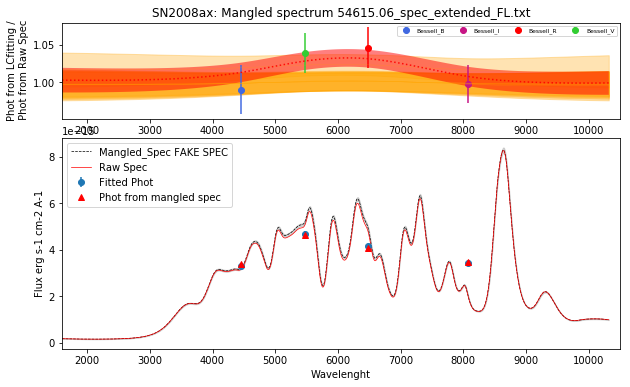 SN2008ax: Mangled spectrum 54615.06_spec_extended_FL.txt
Phot from LCfitting /
Phot from Raw Spec
1.05
1.00
Bessell_B
Bessell_I
Bessell_R
Bessell_V
2000 3000 4000 5000 6000 7000 8000 9000 10000
Flux erg s-1 cm-2 A-1
8
6
4
2
0
Mangled_Spec FAKE SPEC
Raw Spec
Fitted Phot
Phot from mangled spec
2000 3000 4000 5000 6000 7000 8000 9000 10000
Wavelenght